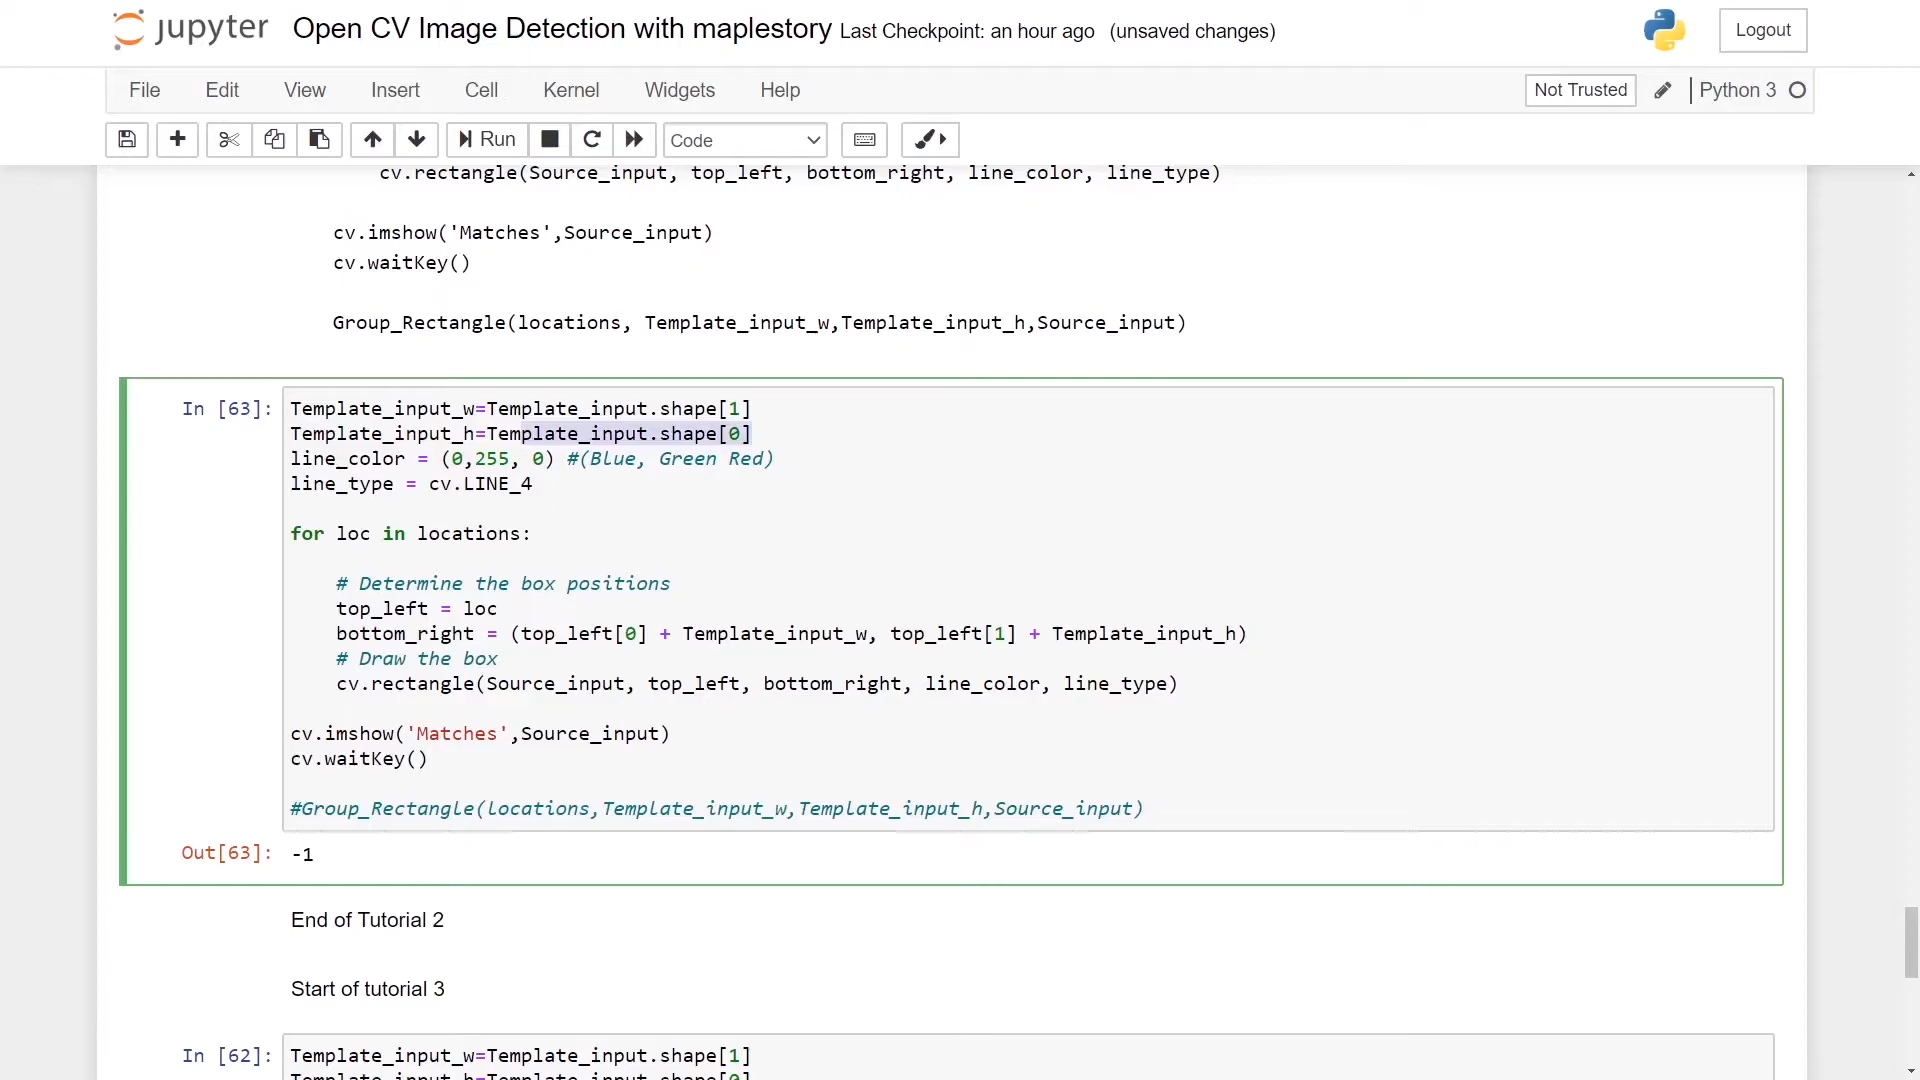 jupyter Open CV Image Detection with maplestory Last Checkpoint: an hour ago (unsaved changes) Logout
File Edit View Insert Cell Kernel Widgets Help Not Trusted Python 3
Run Code
cv.rectangle(Source_input, top_left, bottom_right, line_color, line_type)
cv.imshow('Matches',Source_input)
cv.waitKey()
Group_Rectangle(locations, Template_input_w,Template_input_h,Source_input)
In [63]: Template_input_w=Template_input.shape[1]
Template_input_h=Template_input.shape[0]
line_color = (0,255, 0) #(Blue, Green Red)
line_type = cv.LINE_4
for loc in locations:
# Determine the box positions
top_left = loc
bottom_right = (top_left[0] + Template_input_w, top_left[1] + Template_input_h)
# Draw the box
cv.rectangle(Source_input, top_left, bottom_right, line_color, line_type)
cv.imshow('Matches',Source_input)
cv.waitKey()
#Group_Rectangle(locations,Template_input_w,Template_input_h,Source_input)
Out[63]: -1
End of Tutorial 2
Start of tutorial 3
In [62]: Template_input_w=Template_input.shape[1]
Template_input_h=Template_input.shape[0]